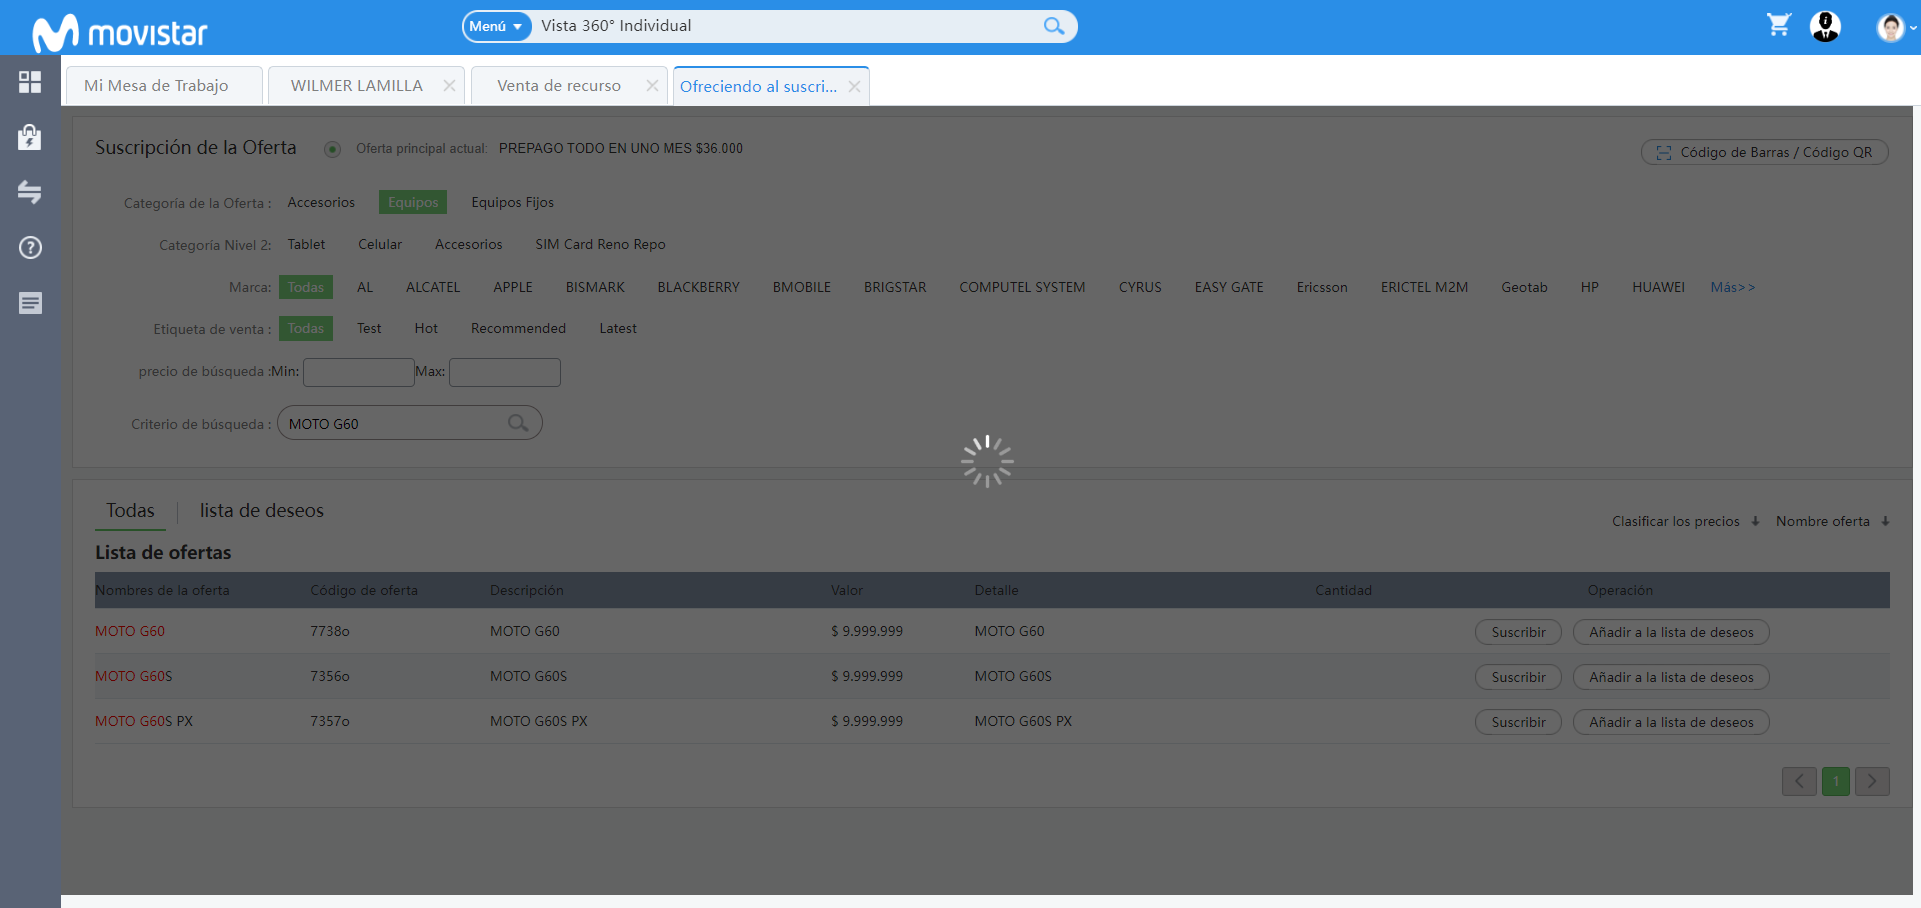 movistar
Menú Vista 360° Individual
Mi Mesa de Trabajo WILMER LAMILLA Venta de recurso Ofreciendo al suscri...
Suscripción de la Oferta Oferta principal actual: PREPAGO TODO EN UNO MES $36.000
Código de Barras / Código QR
Categoría de la Oferta : Accesorios Equipos Equipos Fijos
Categoría Nivel 2: Tablet Celular Accesorios SIM Card Reno Repo
Marca: Todas AL ALCATEL APPLE BISMARK BLACKBERRY BMOBILE BRIGSTAR COMPUTEL SYSTEM CYRUS EASY GATE Ericsson ERICTEL M2M Geotab HP HUAWEI Más>>
Etiqueta de venta : Todas Test Hot Recommended Latest
precio de búsqueda :Min: Max:
Criterio de búsqueda : MOTO G60
Todas lista de deseos
Clasificar los precios Nombre oferta
Lista de ofertas
Nombres de la oferta Código de oferta Descripción Valor Detalle Cantidad Operación
MOTO G60 7738o MOTO G60 $ 9.999.999 MOTO G60 Suscribir Añadir a la lista de deseos
MOTO G60S 7356o MOTO G60S $ 9.999.999 MOTO G60S Suscribir Añadir a la lista de deseos
MOTO G60S PX 7357o MOTO G60S PX $ 9.999.999 MOTO G60S PX Suscribir Añadir a la lista de deseos
1